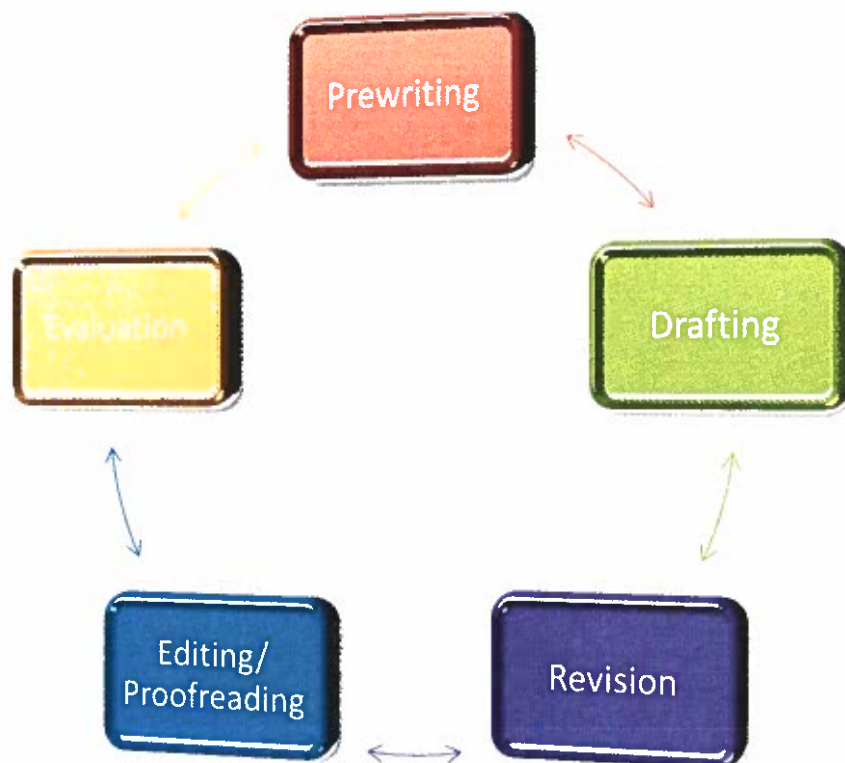 Prewriting
Drafting
Revision
Editing/
Proofreading
Evaluation